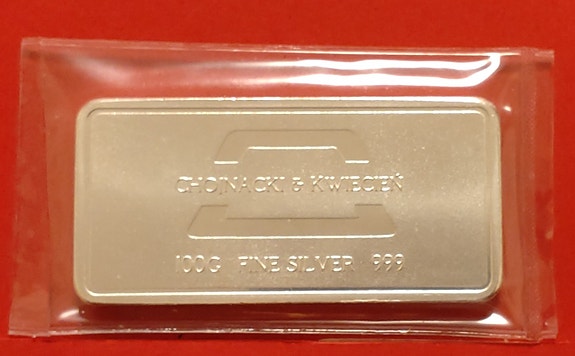 CHOJNACKI & KWIECIEŃ
100G FINE SILVER 999